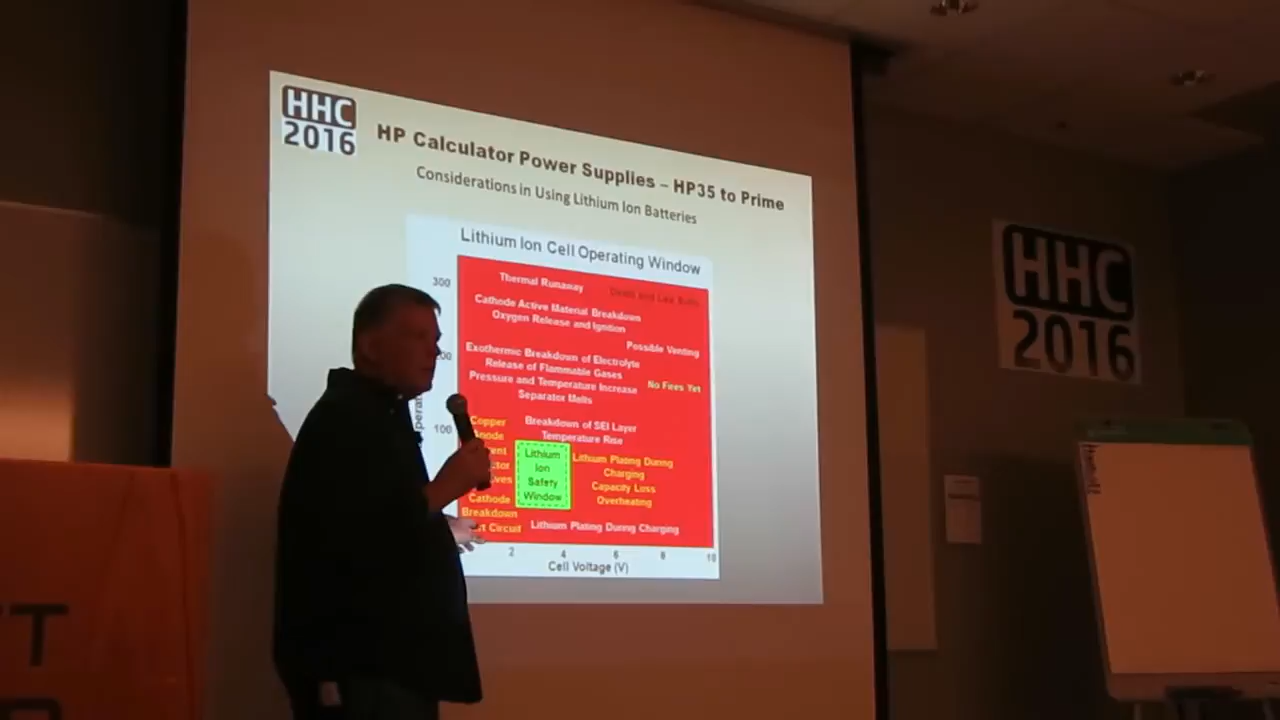 HHC
2016
HP Calculator Power Supplies – HP35 to Prime
Considerations in Using Lithium Ion Batteries
Lithium Ion Cell Operating Window
300
Thermal Runaway
Cathode Active Material Breakdown
Oxygen Release and Ignition
Possible Venting
Exothermic Breakdown of Electrolyte
Release of Flammable Gases
Pressure and Temperature Increase
Separator Melts
No Fires Yet
100
Copper
Breakdown of SEI Layer
Temperature Rise
Lithium
Ion
Safety
Window
Lithium Plating During
Charging
Capacity Loss
Overheating
Cathode
Breakdown
Circuit
Lithium Plating During Charging
2 4 6 8 10
Cell Voltage (V)
HHC
2016